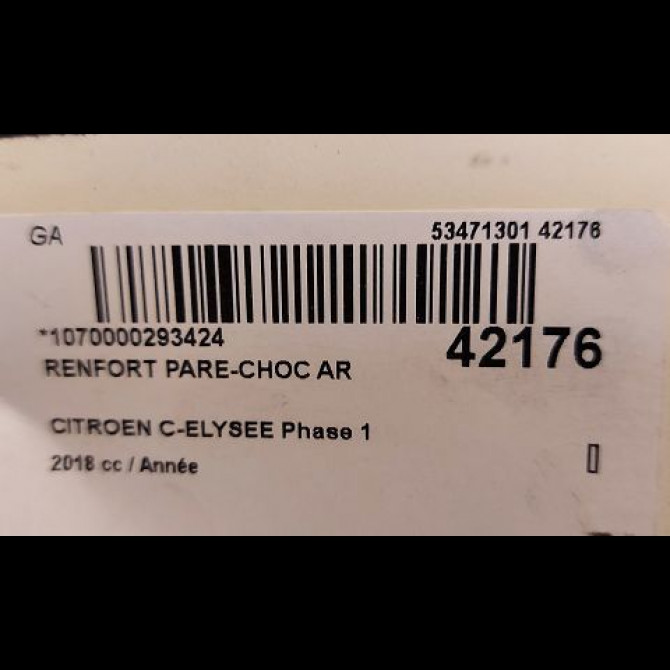 GA 53471301 42176
*1070000293424 42176
RENFORT PARE-CHOC AR
CITROEN C-ELYSEE Phase 1
2018 cc / Année